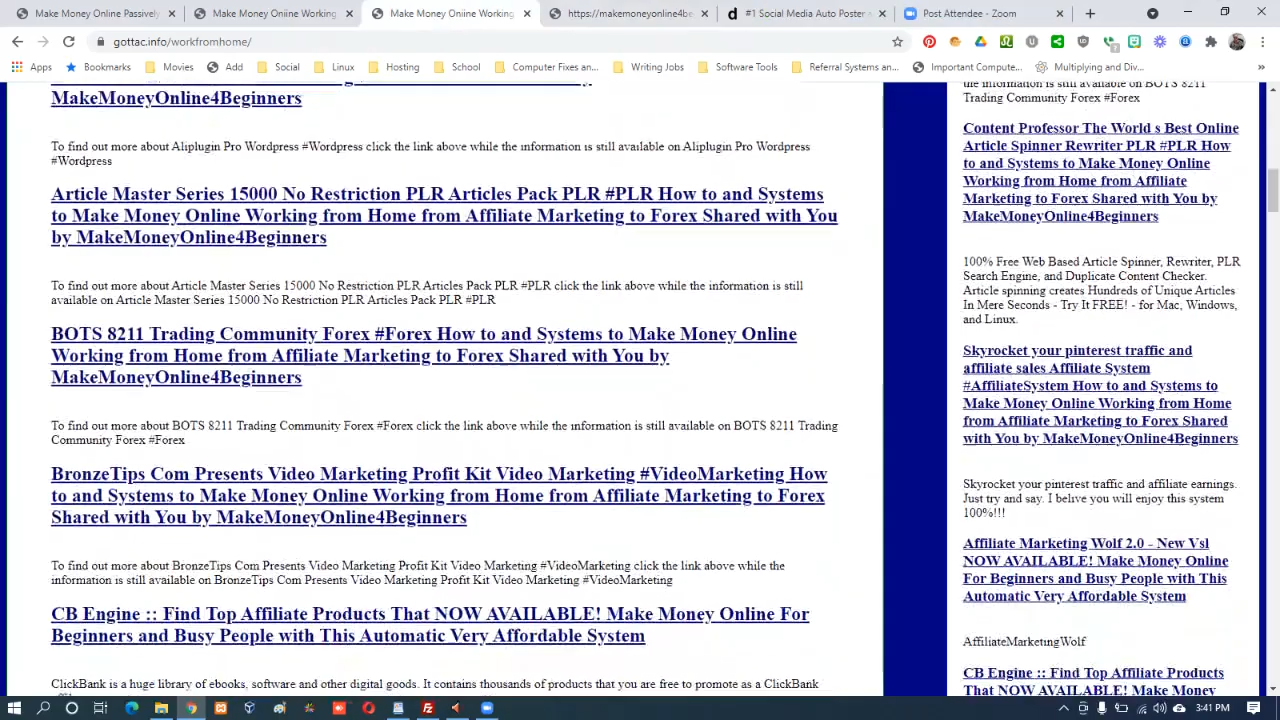 Make Money Online Working
Make Money Online Working
Make Money Online Working
https://makemoneyonline4be
#1 Social Media Auto Poster
Post Attendee - Zoom
gottac.info/workfromhome/
Apps
Bookmarks
Movies
Add
Social
Linux
Hosting
School
Computer Fixes an...
Writing Jobs
Software Tools
Referral Systems an...
Important Compute...
Multiplying and Div...
MakeMoneyOnline4Beginners
To find out more about Aliplugin Pro Wordpress #Wordpress click the link above while the information is still available on Aliplugin Pro Wordpress
#Wordpress
Article Master Series 15000 No Restriction PLR Articles Pack PLR #PLR How to and Systems
to Make Money Online Working from Home from Affiliate Marketing to Forex Shared with You
by MakeMoneyOnline4Beginners
To find out more about Article Master Series 15000 No Restriction PLR Articles Pack PLR #PLR click the link above while the information is still
available on Article Master Series 15000 No Restriction PLR Articles Pack PLR #PLR
BOTS 8211 Trading Community Forex #Forex How to and Systems to Make Money Online
Working from Home from Affiliate Marketing to Forex Shared with You by
MakeMoneyOnline4Beginners
To find out more about BOTS 8211 Trading Community Forex #Forex click the link above while the information is still available on BOTS 8211 Trading
Community Forex #Forex
BronzeTips Com Presents Video Marketing Profit Kit Video Marketing #VideoMarketing How
to and Systems to Make Money Online Working from Home from Affiliate Marketing to Forex
Shared with You by MakeMoneyOnline4Beginners
To find out more about BronzeTips Com Presents Video Marketing Profit Kit Video Marketing #VideoMarketing click the link above while the
information is still available on BronzeTips Com Presents Video Marketing Profit Kit Video Marketing #VideoMarketing
CB Engine :: Find Top Affiliate Products That NOW AVAILABLE! Make Money Online For
Beginners and Busy People with This Automatic Very Affordable System
ClickBank is a huge library of ebooks, software and other digital goods. It contains thousands of products that you are free to promote as a ClickBank
the information is still available on BOTS 8211
Trading Community Forex #Forex
Content Professor The World s Best Online
Article Spinner Rewriter PLR #PLR How
to and Systems to Make Money Online
Working from Home from Affiliate
Marketing to Forex Shared with You by
MakeMoneyOnline4Beginners
100% Free Web Based Article Spinner, Rewriter, PLR
Search Engine, and Duplicate Content Checker.
Article spinning creates Hundreds of Unique Articles
In Mere Seconds - Try It FREE! - for Mac, Windows,
and Linux.
Skyrocket your pinterest traffic and
affiliate sales Affiliate System
#AffiliateSystem How to and Systems to
Make Money Online Working from Home
from Affiliate Marketing to Forex Shared
with You by MakeMoneyOnline4Beginners
Skyrocket your pinterest traffic and affiliate earnings.
Just try and say. I belive you will enjoy this system
100%!!!
Affiliate Marketing Wolf 2.0 - New Vsl
NOW AVAILABLE! Make Money Online
For Beginners and Busy People with This
Automatic Very Affordable System
AffiliateMarketingWolf
CB Engine :: Find Top Affiliate Products
That NOW AVAILABLE! Make Money
3:41 PM